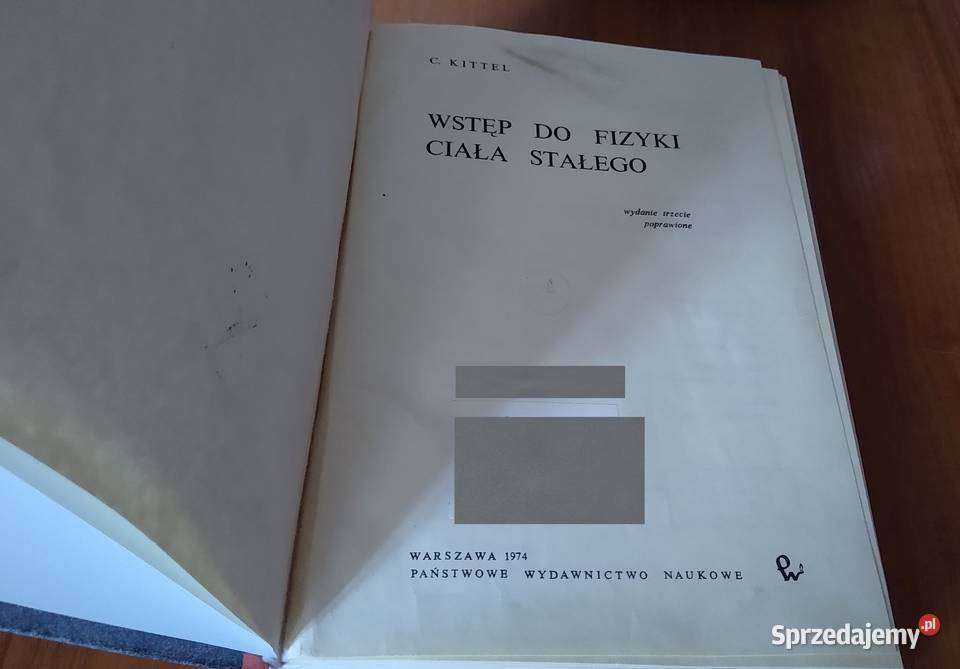 C. KITTEL
WSTĘP DO FIZYKI
CIAŁA STAŁEGO
wydanie trzecie
poprawione
WARSZAWA 1974
PAŃSTWOWE WYDAWNICTWO NAUKOWE
Sprzedajemy.pl